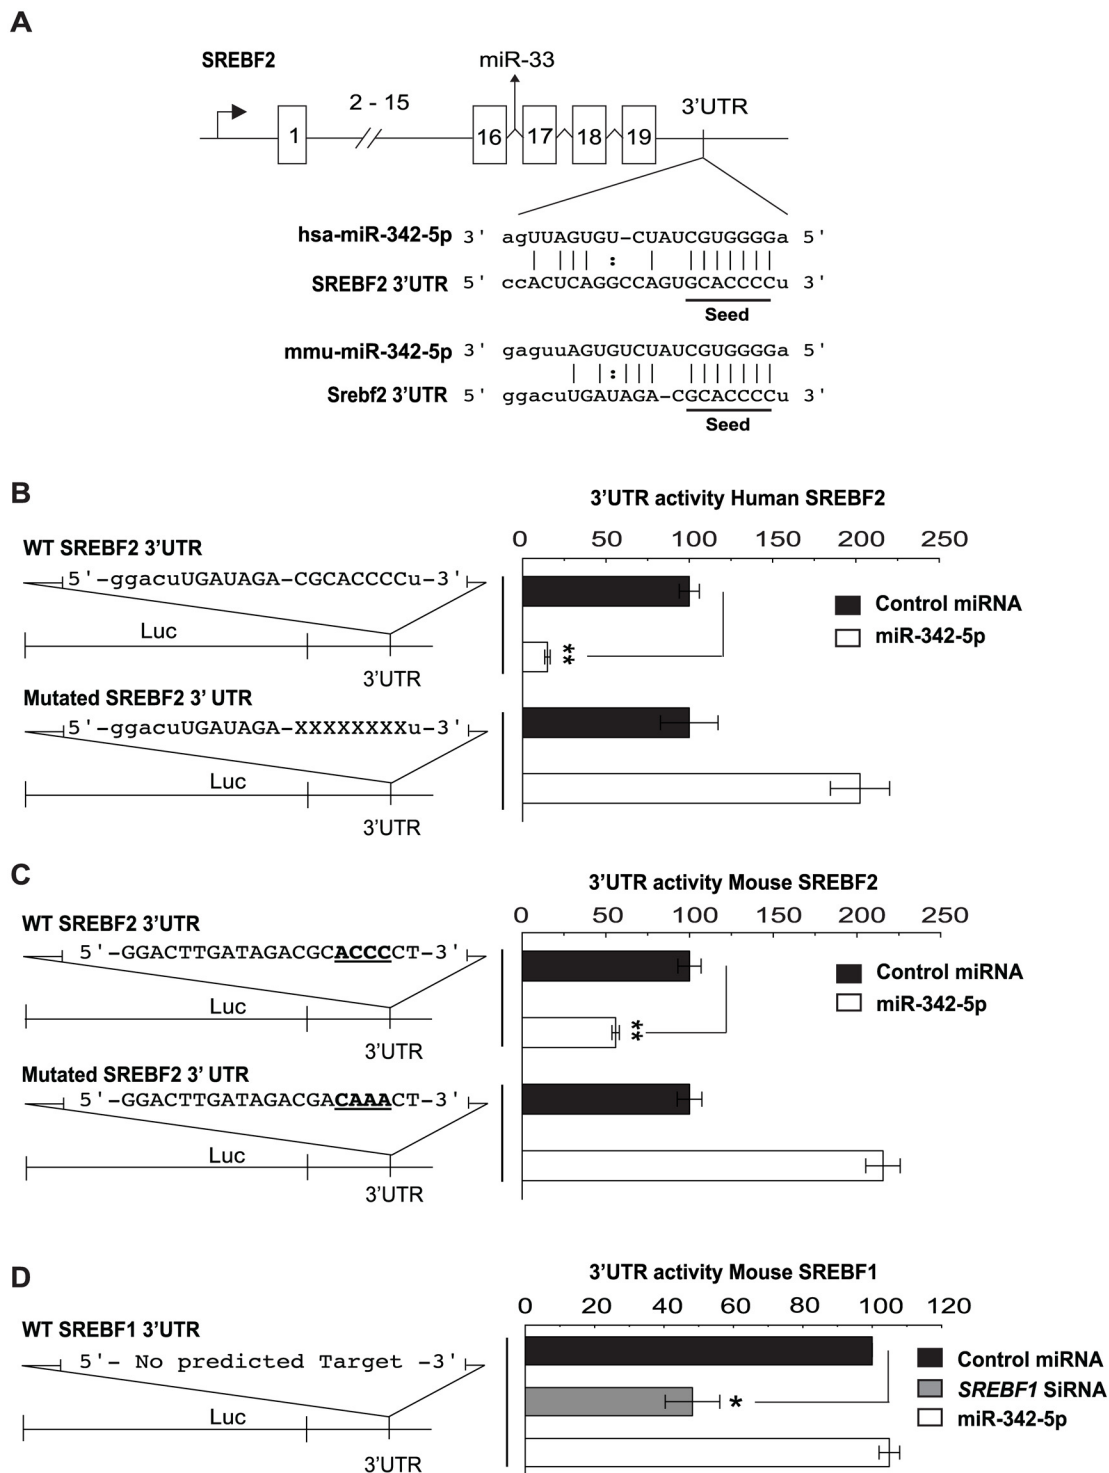 A
SREBF2
miR-33
2 - 15
3'UTR
1
16
17
18
19
hsa-miR-342-5p 3' agUUAGUGU-CUAUCGUGGGGa 5'
SREBF2 3'UTR 5' ccACUCAGGCCAGUGCACCCCu 3'
Seed
mmu-miR-342-5p 3' gaguuAGUGUCUAUCGUGGGGa 5'
Srebf2 3'UTR 5' ggacuUGAUAGA-CGCACCCCu 3'
Seed
B
3'UTR activity Human SREBF2
0 50 100 150 200 250
WT SREBF2 3'UTR
5'-ggacuUGAUAGA-CGCACCCCu-3'
Luc
3'UTR
**
Control miRNA
miR-342-5p
Mutated SREBF2 3' UTR
5'-ggacuUGAUAGA-XXXXXXXXu-3'
Luc
3'UTR
C
3'UTR activity Mouse SREBF2
0 50 100 150 200 250
WT SREBF2 3'UTR
5'-GGACTTGATAGACGCACCCCT-3'
Luc
3'UTR
**
Control miRNA
miR-342-5p
Mutated SREBF2 3' UTR
5'-GGACTTGATAGACGACAAACT-3'
Luc
3'UTR
D
3'UTR activity Mouse SREBF1
0 20 40 60 80 100 120
WT SREBF1 3'UTR
5'- No predicted Target -3'
Luc
3'UTR
*
Control miRNA
SREBF1 SiRNA
miR-342-5p